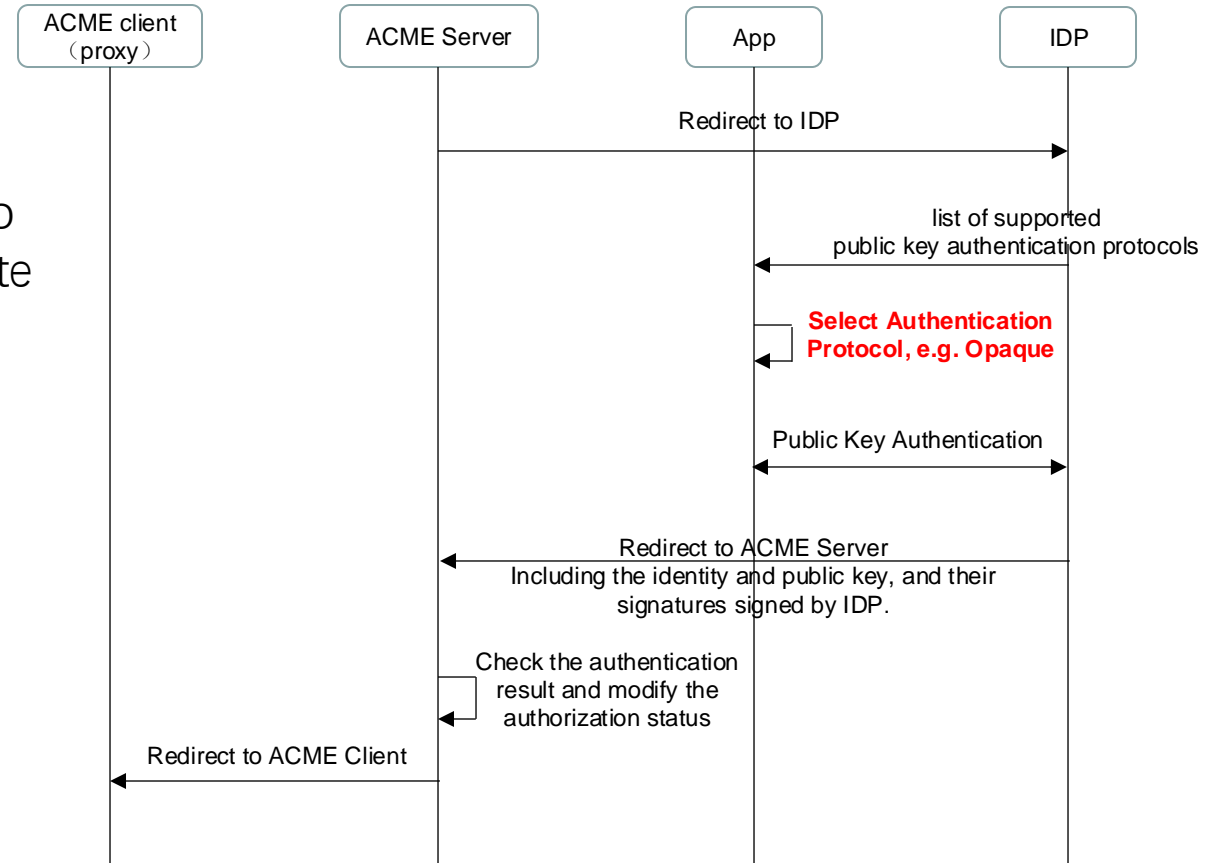 ACME client
（proxy）
ACME Server
App
IDP
Redirect to IDP
list of supported
public key authentication protocols
Select Authentication
Protocol, e.g. Opaque
Public Key Authentication
Redirect to ACME Server
Including the identity and public key, and their
signatures signed by IDP.
Check the authentication
result and modify the
authorization status
Redirect to ACME Client